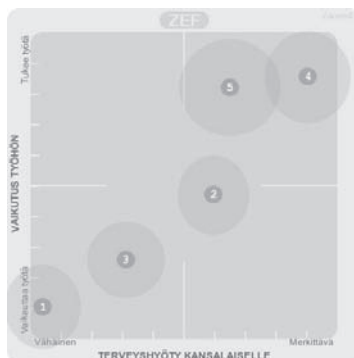 ZEF
Tukee työtä
VAIKUTUS TYÖHÖN
Vaikeuttaa työtä
4
5
2
3
1
Vähäinen
Merkittävä
TERVEYSHYÖTY KANSALAISELLE